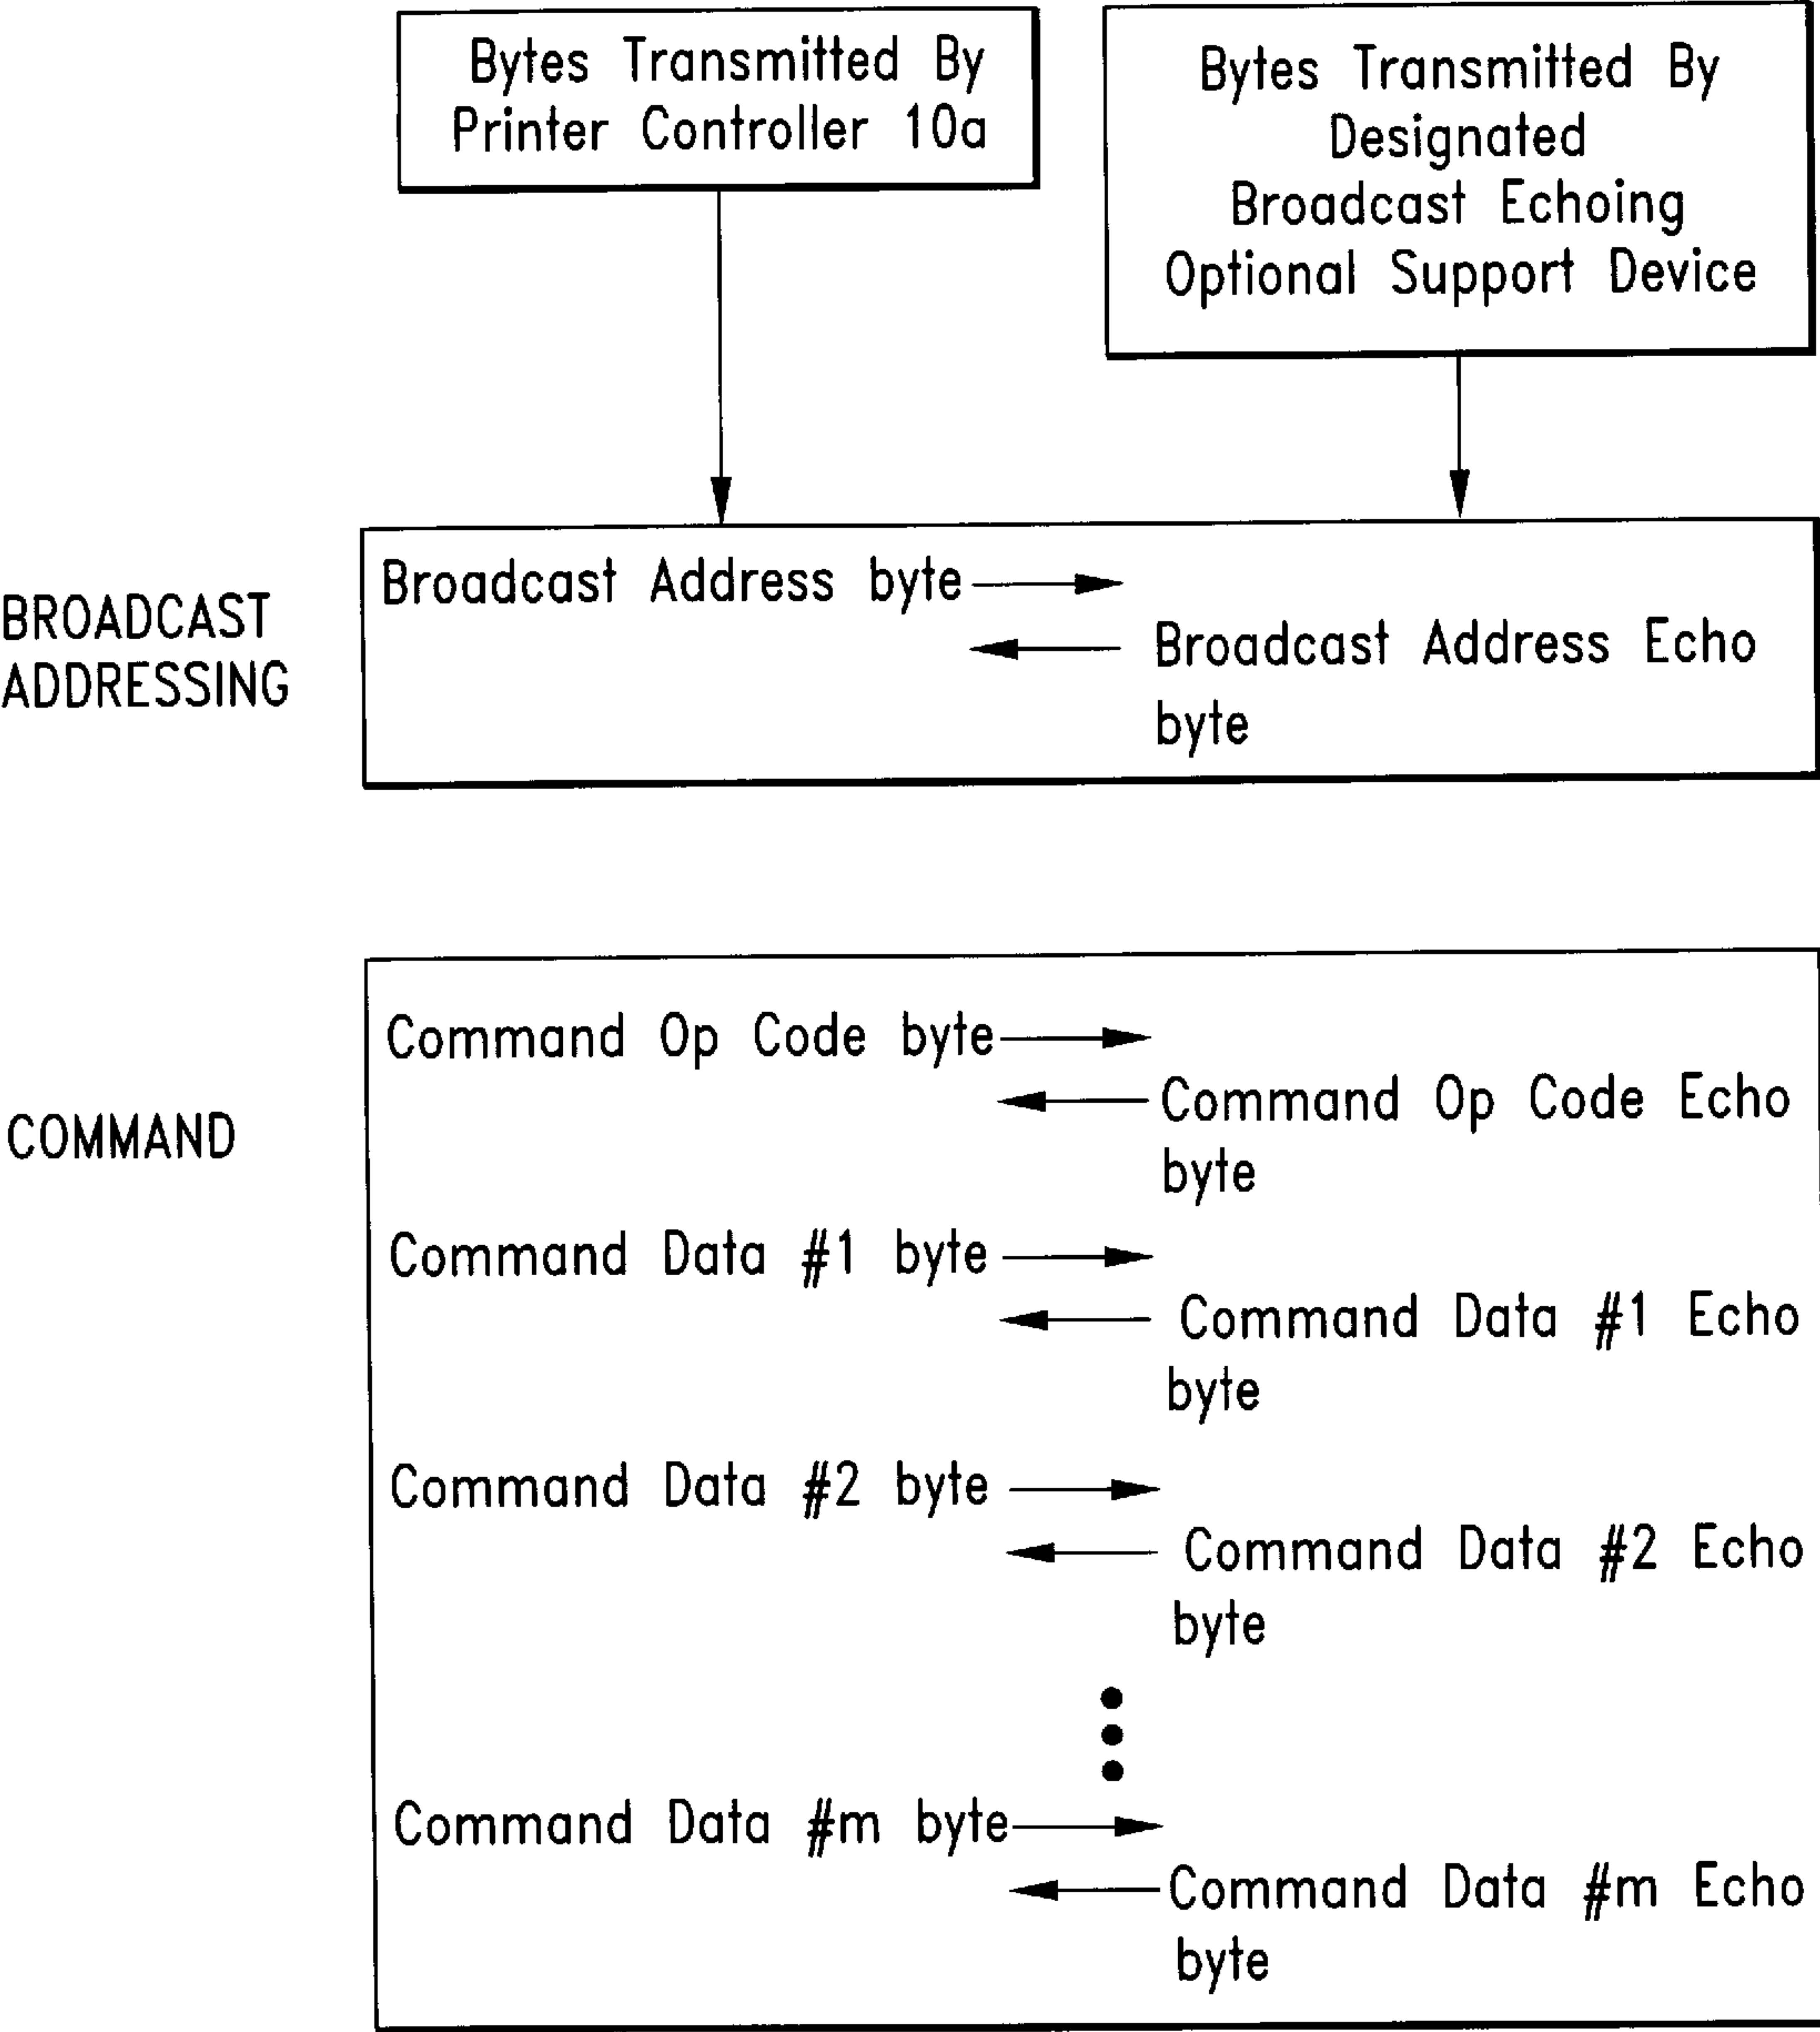 Bytes Transmitted By
Printer Controller 10a
Bytes Transmitted By
Designated
Broadcast Echoing
Optional Support Device
BROADCAST
ADDRESSING
Broadcast Address byte
Broadcast Address Echo
byte
COMMAND
Command Op Code byte
Command Op Code Echo
byte
Command Data #1 byte
Command Data #1 Echo
byte
Command Data #2 byte
Command Data #2 Echo
byte
Command Data #m byte
Command Data #m Echo
byte